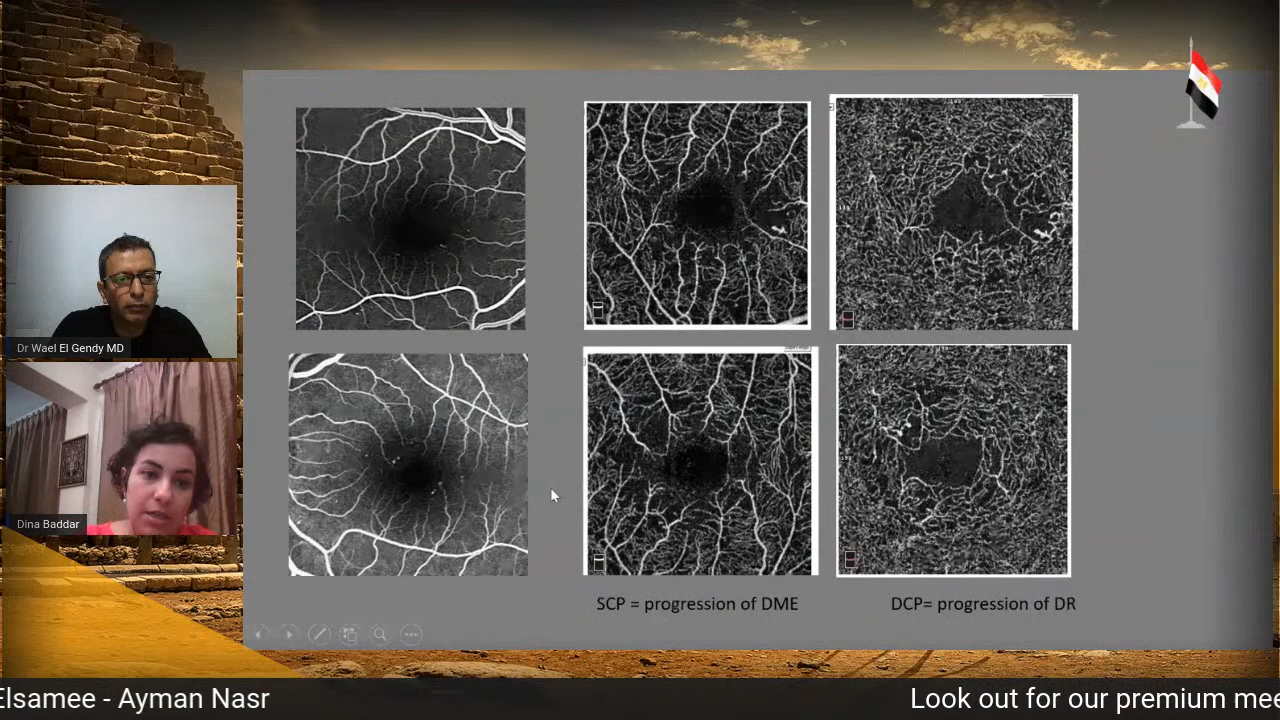 Dr Wael El Gendy MD
Dina Baddar
SCP = progression of DME
DCP= progression of DR
Elsamee - Ayman Nasr
Look out for our premium mee